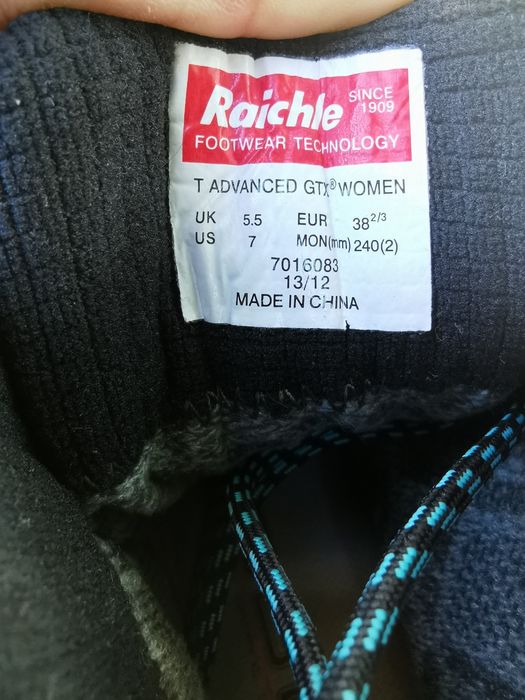 Raichle SINCE 1909
FOOTWEAR TECHNOLOGY
T ADVANCED GTX® WOMEN
UK 5.5 EUR 38 2/3
US 7 MON(mm) 240(2)
7016083
13/12
MADE IN CHINA